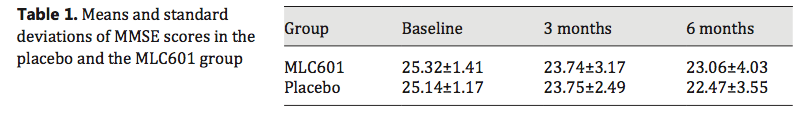 Table 1. Means and standard
deviations of MMSE scores in the
placebo and the MLC601 group
Group Baseline 3 months 6 months
MLC601 25.32±1.41 23.74±3.17 23.06±4.03
Placebo 25.14±1.17 23.75±2.49 22.47±3.55